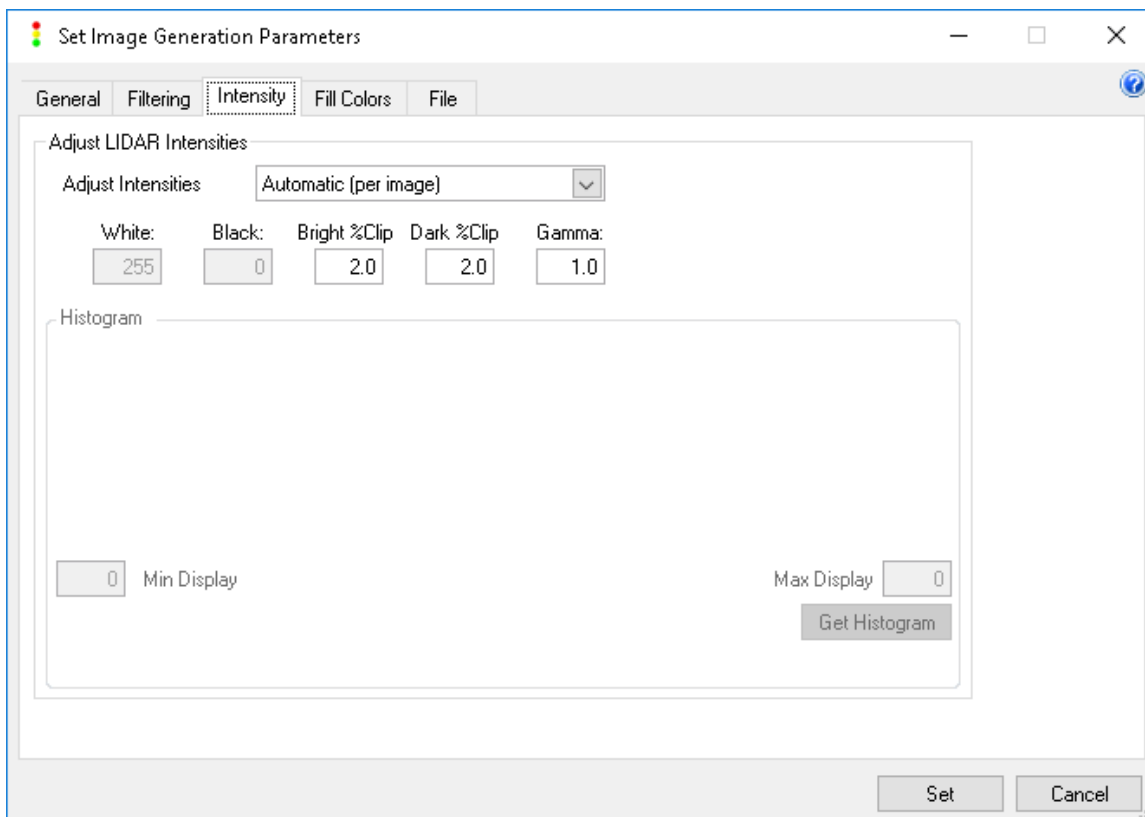 Set Image Generation Parameters
General Filtering Intensity Fill Colors File
Adjust LIDAR Intensities
Adjust Intensities Automatic (per image)
White: Black: Bright %Clip Dark %Clip Gamma:
255 0 2.0 2.0 1.0
Histogram
0 Min Display Max Display 0
Get Histogram
Set Cancel